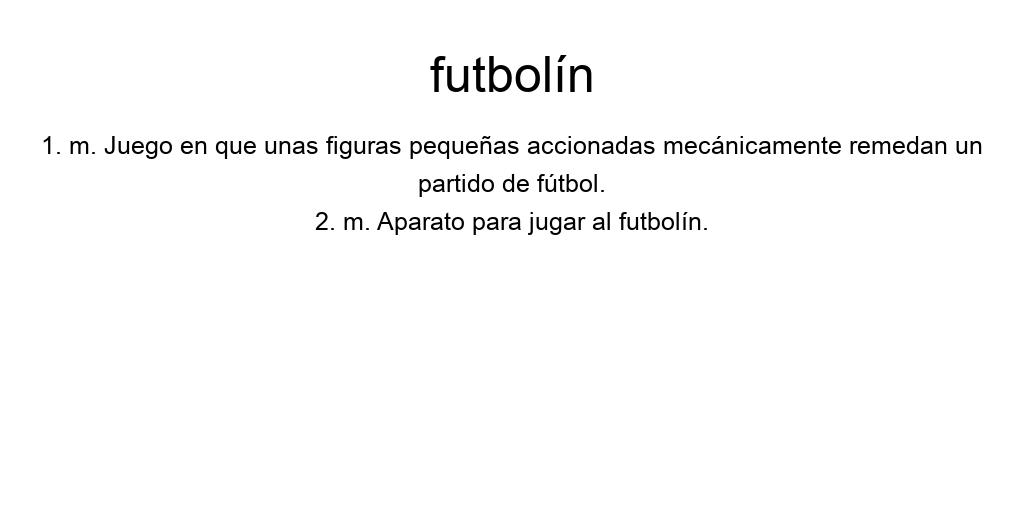 futbolín
1. m. Juego en que unas figuras pequeñas accionadas mecánicamente remedan un
partido de fútbol.
2. m. Aparato para jugar al futbolín.